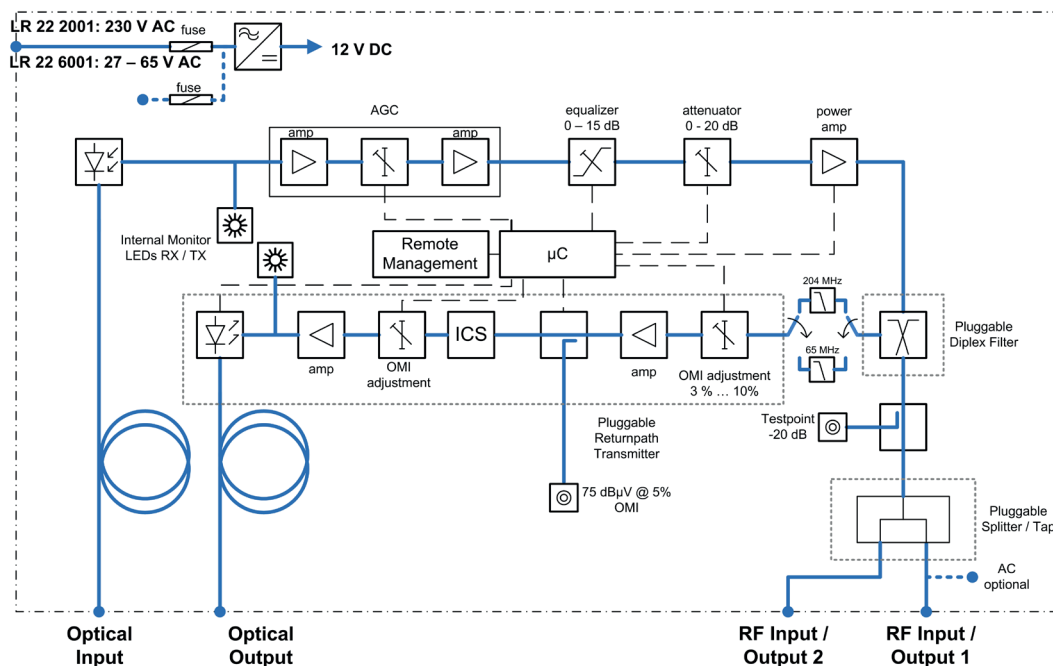 LR 22 2001: 230 V AC
fuse
12 V DC
LR 22 6001: 27 – 65 V AC
fuse
AGC
amp
amp
equalizer
0 – 15 dB
attenuator
0 - 20 dB
power
amp
Internal Monitor
LEDs RX / TX
Remote
Management
µC
204 MHz
65 MHz
Pluggable
Diplex Filter
ICS
amp
OMI
adjustment
amp
OMI adjustment
3 % ... 10%
Pluggable
Returnpath
Transmitter
Testpoint
-20 dB
75 dBµV @ 5%
OMI
Pluggable
Splitter / Tap
AC
optional
Optical
Input
Optical
Output
RF Input /
Output 2
RF Input /
Output 1